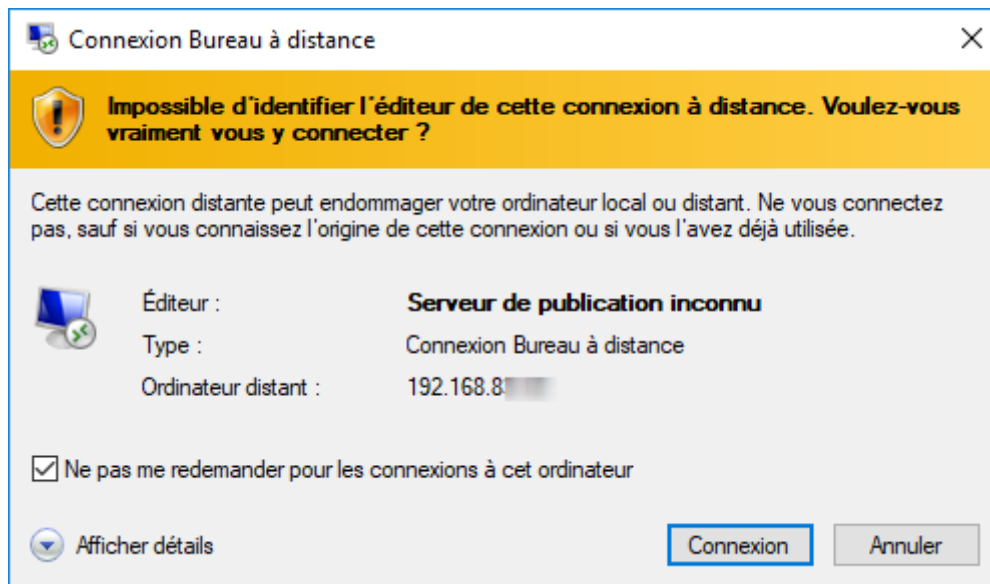 Connexion Bureau à distance
Impossible d'identifier l'éditeur de cette connexion à distance. Voulez-vous
vraiment vous y connecter ?
Cette connexion distante peut endommager votre ordinateur local ou distant. Ne vous connectez
pas, sauf si vous connaissez l'origine de cette connexion ou si vous l'avez déjà utilisée.
Éditeur : Serveur de publication inconnu
Type : Connexion Bureau à distance
Ordinateur distant : 192.168.8
Ne pas me redemander pour les connexions à cet ordinateur
Afficher détails Connexion Annuler